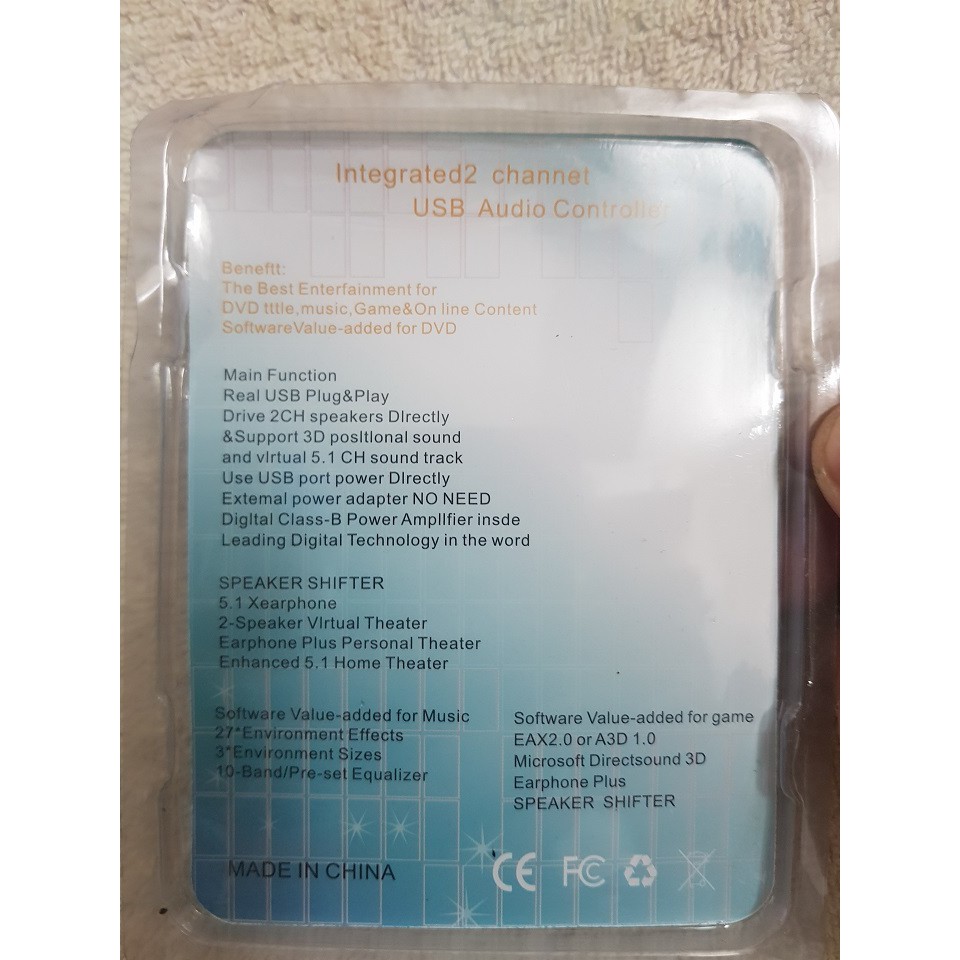 Integrated2 channet
USB Audio Controller
Beneftt:
The Best Enterfainment for
DVD tttle,music,Game&On line Content
SoftwareValue-added for DVD
Main Function
Real USB Plug&Play
Drive 2CH speakers DIrectly
&Support 3D positIonal sound
and vIrtual 5.1 CH sound track
Use USB port power DIrectly
Extemal power adapter NO NEED
DigItal Class-B Power AmplIfier insde
Leading Digital Technology in the word
SPEAKER SHIFTER
5.1 Xearphone
2-Speaker VIrtual Theater
Earphone Plus Personal Theater
Enhanced 5.1 Home Theater
Software Value-added for Music
27*Environment Effects
3*Environment Sizes
10-Band/Pre-set Equalizer
Software Value-added for game
EAX2.0 or A3D 1.0
Microsoft Directsound 3D
Earphone Plus
SPEAKER SHIFTER
MADE IN CHINA
CE FC